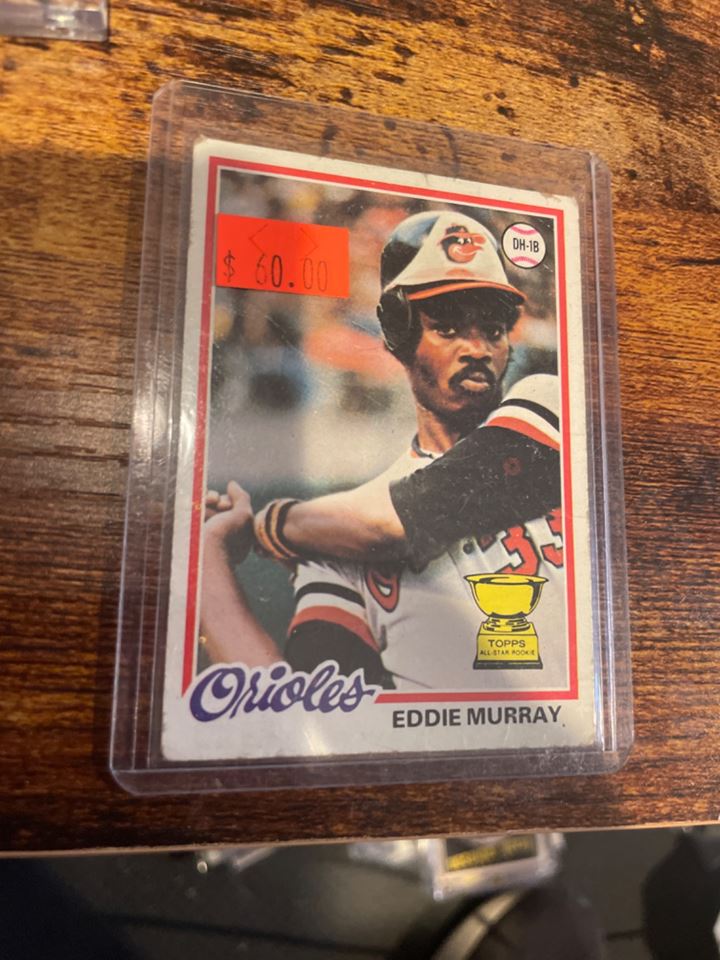 $ 60.00
DH-1B
33
TOPPS
ALL-STAR ROOKIE
Orioles
EDDIE MURRAY